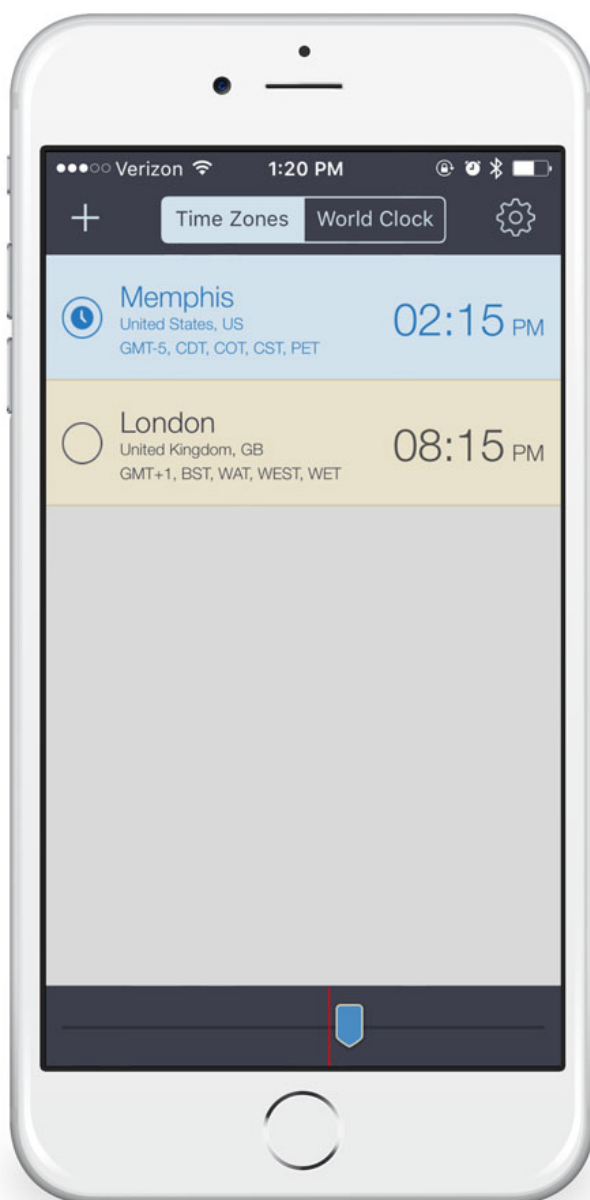 Verizon 1:20 PM
Time Zones World Clock
Memphis
United States, US
GMT-5, CDT, COT, CST, PET
02:15 PM
London
United Kingdom, GB
GMT+1, BST, WAT, WEST, WET
08:15 PM